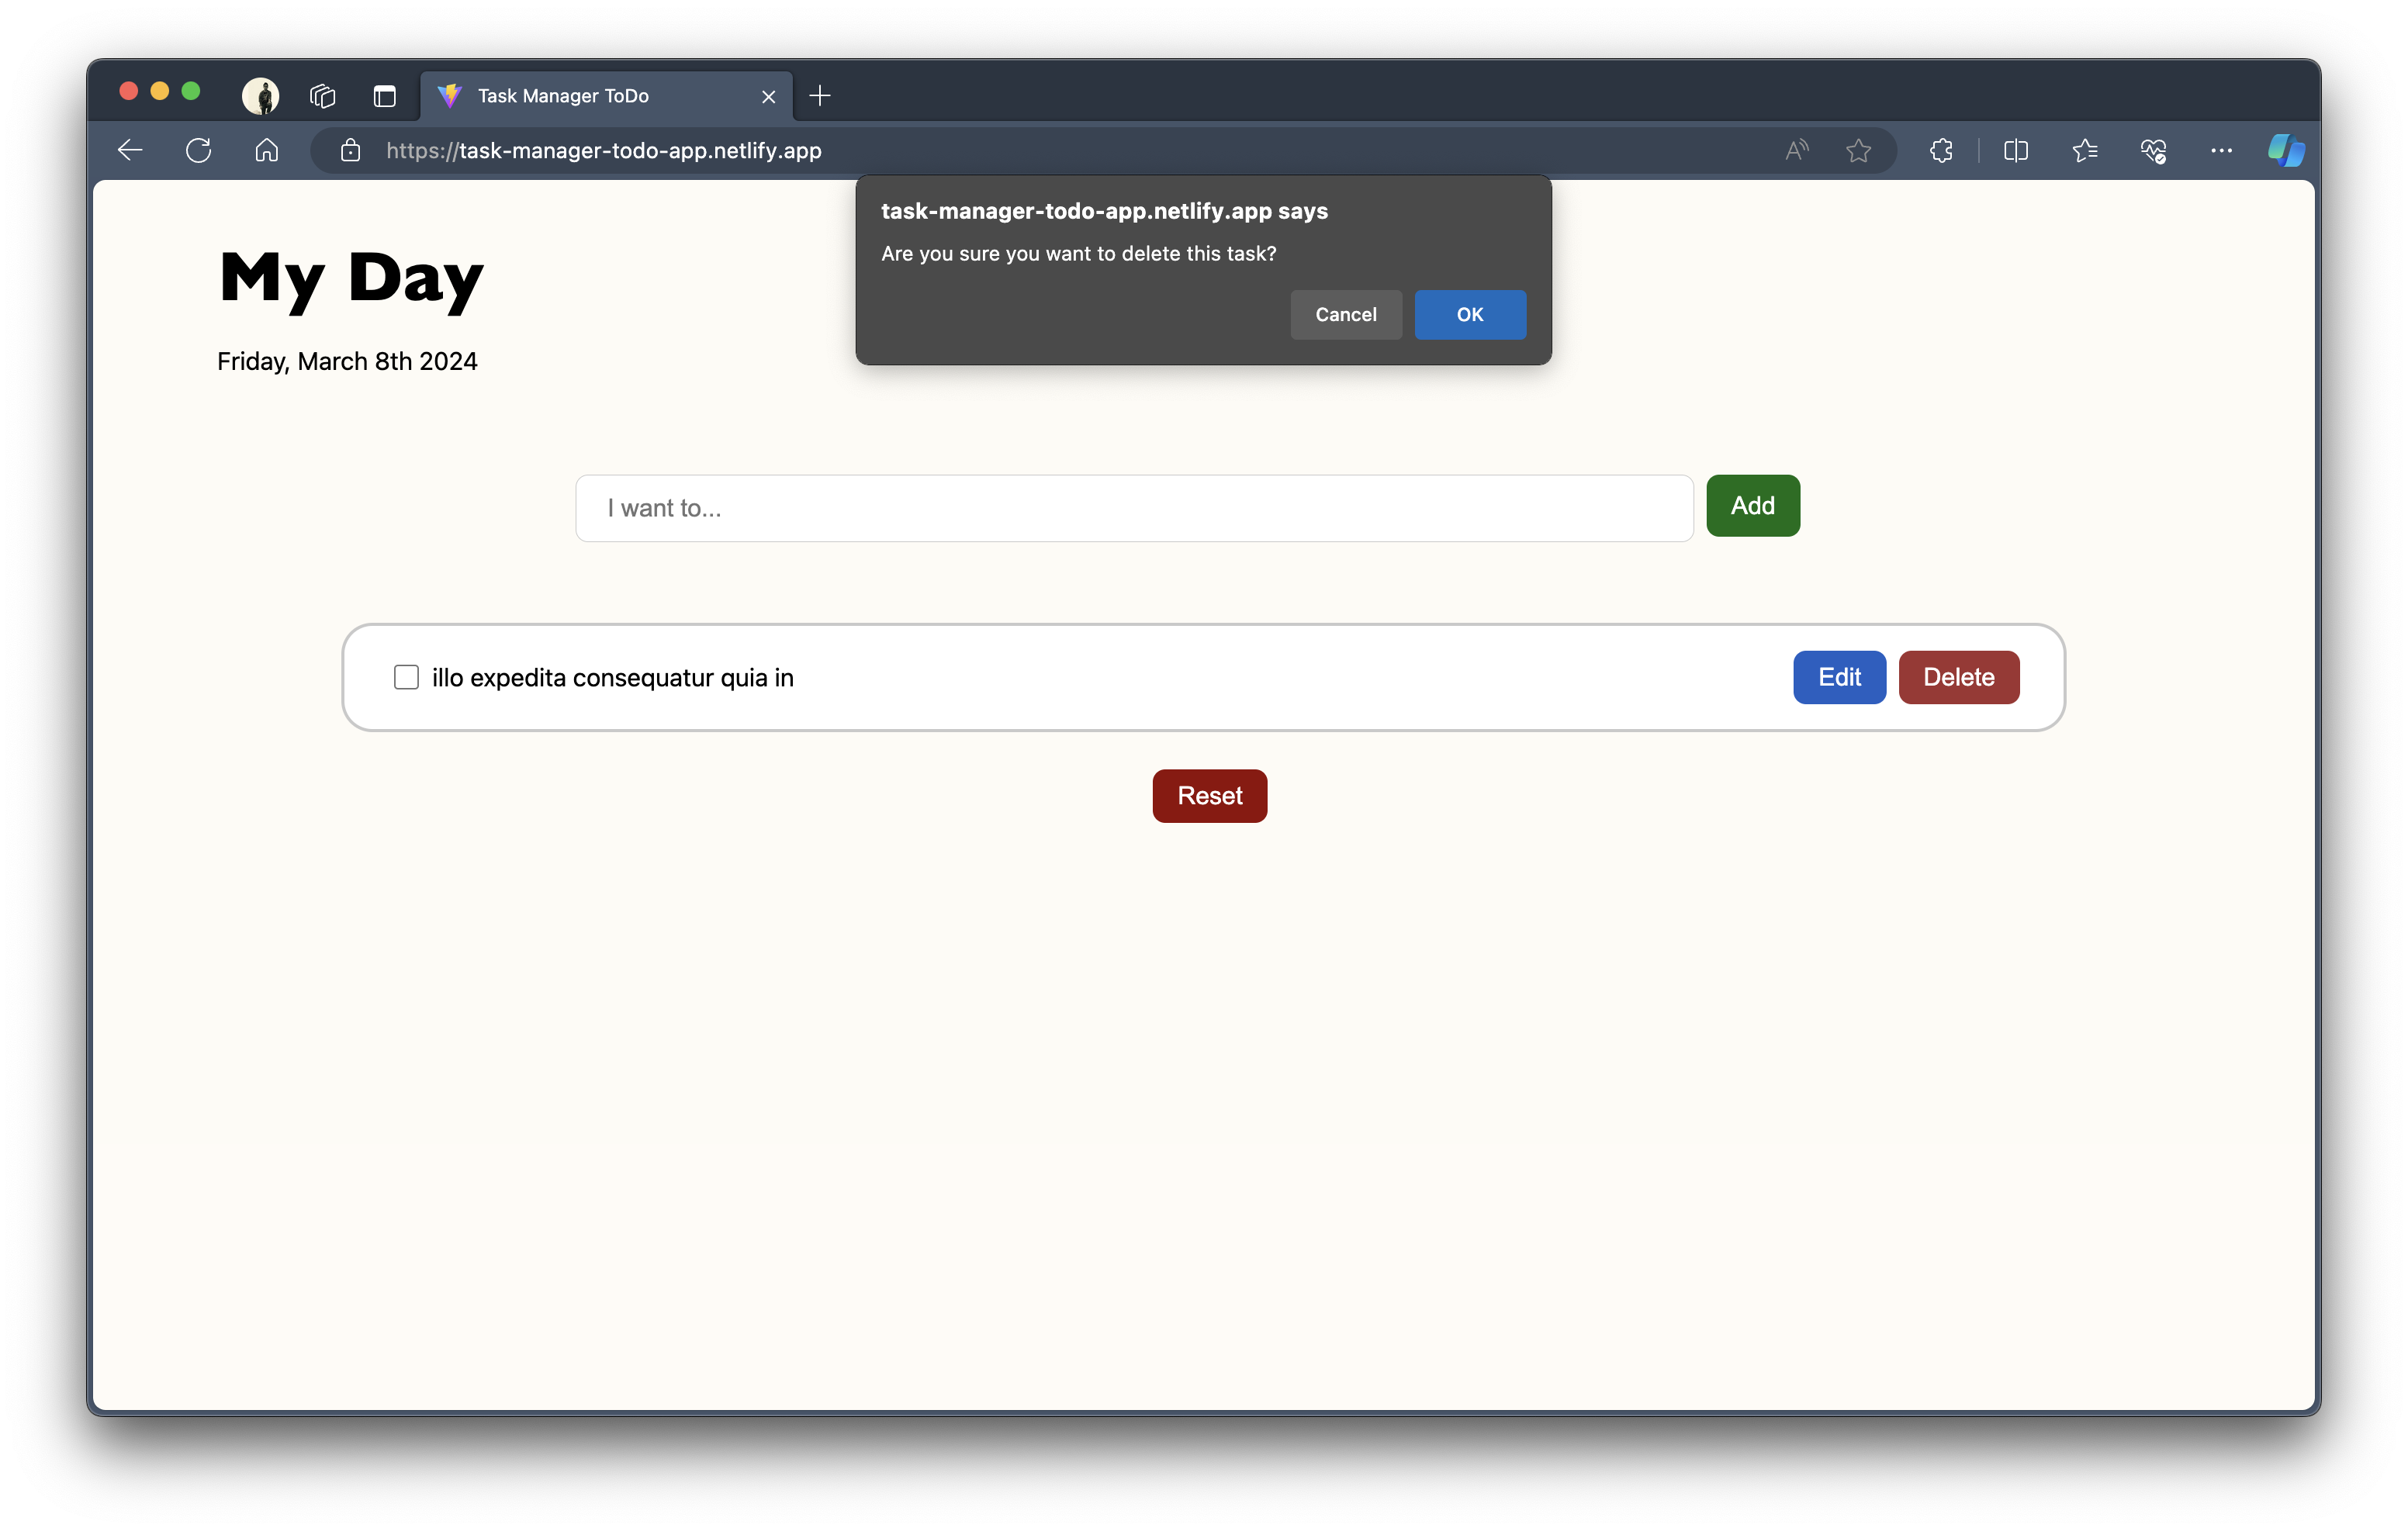 Task Manager ToDo
https://task-manager-todo-app.netlify.app
task-manager-todo-app.netlify.app says
Are you sure you want to delete this task?
Cancel OK
My Day
Friday, March 8th 2024
I want to... Add
illo expedita consequatur quia in Edit Delete
Reset